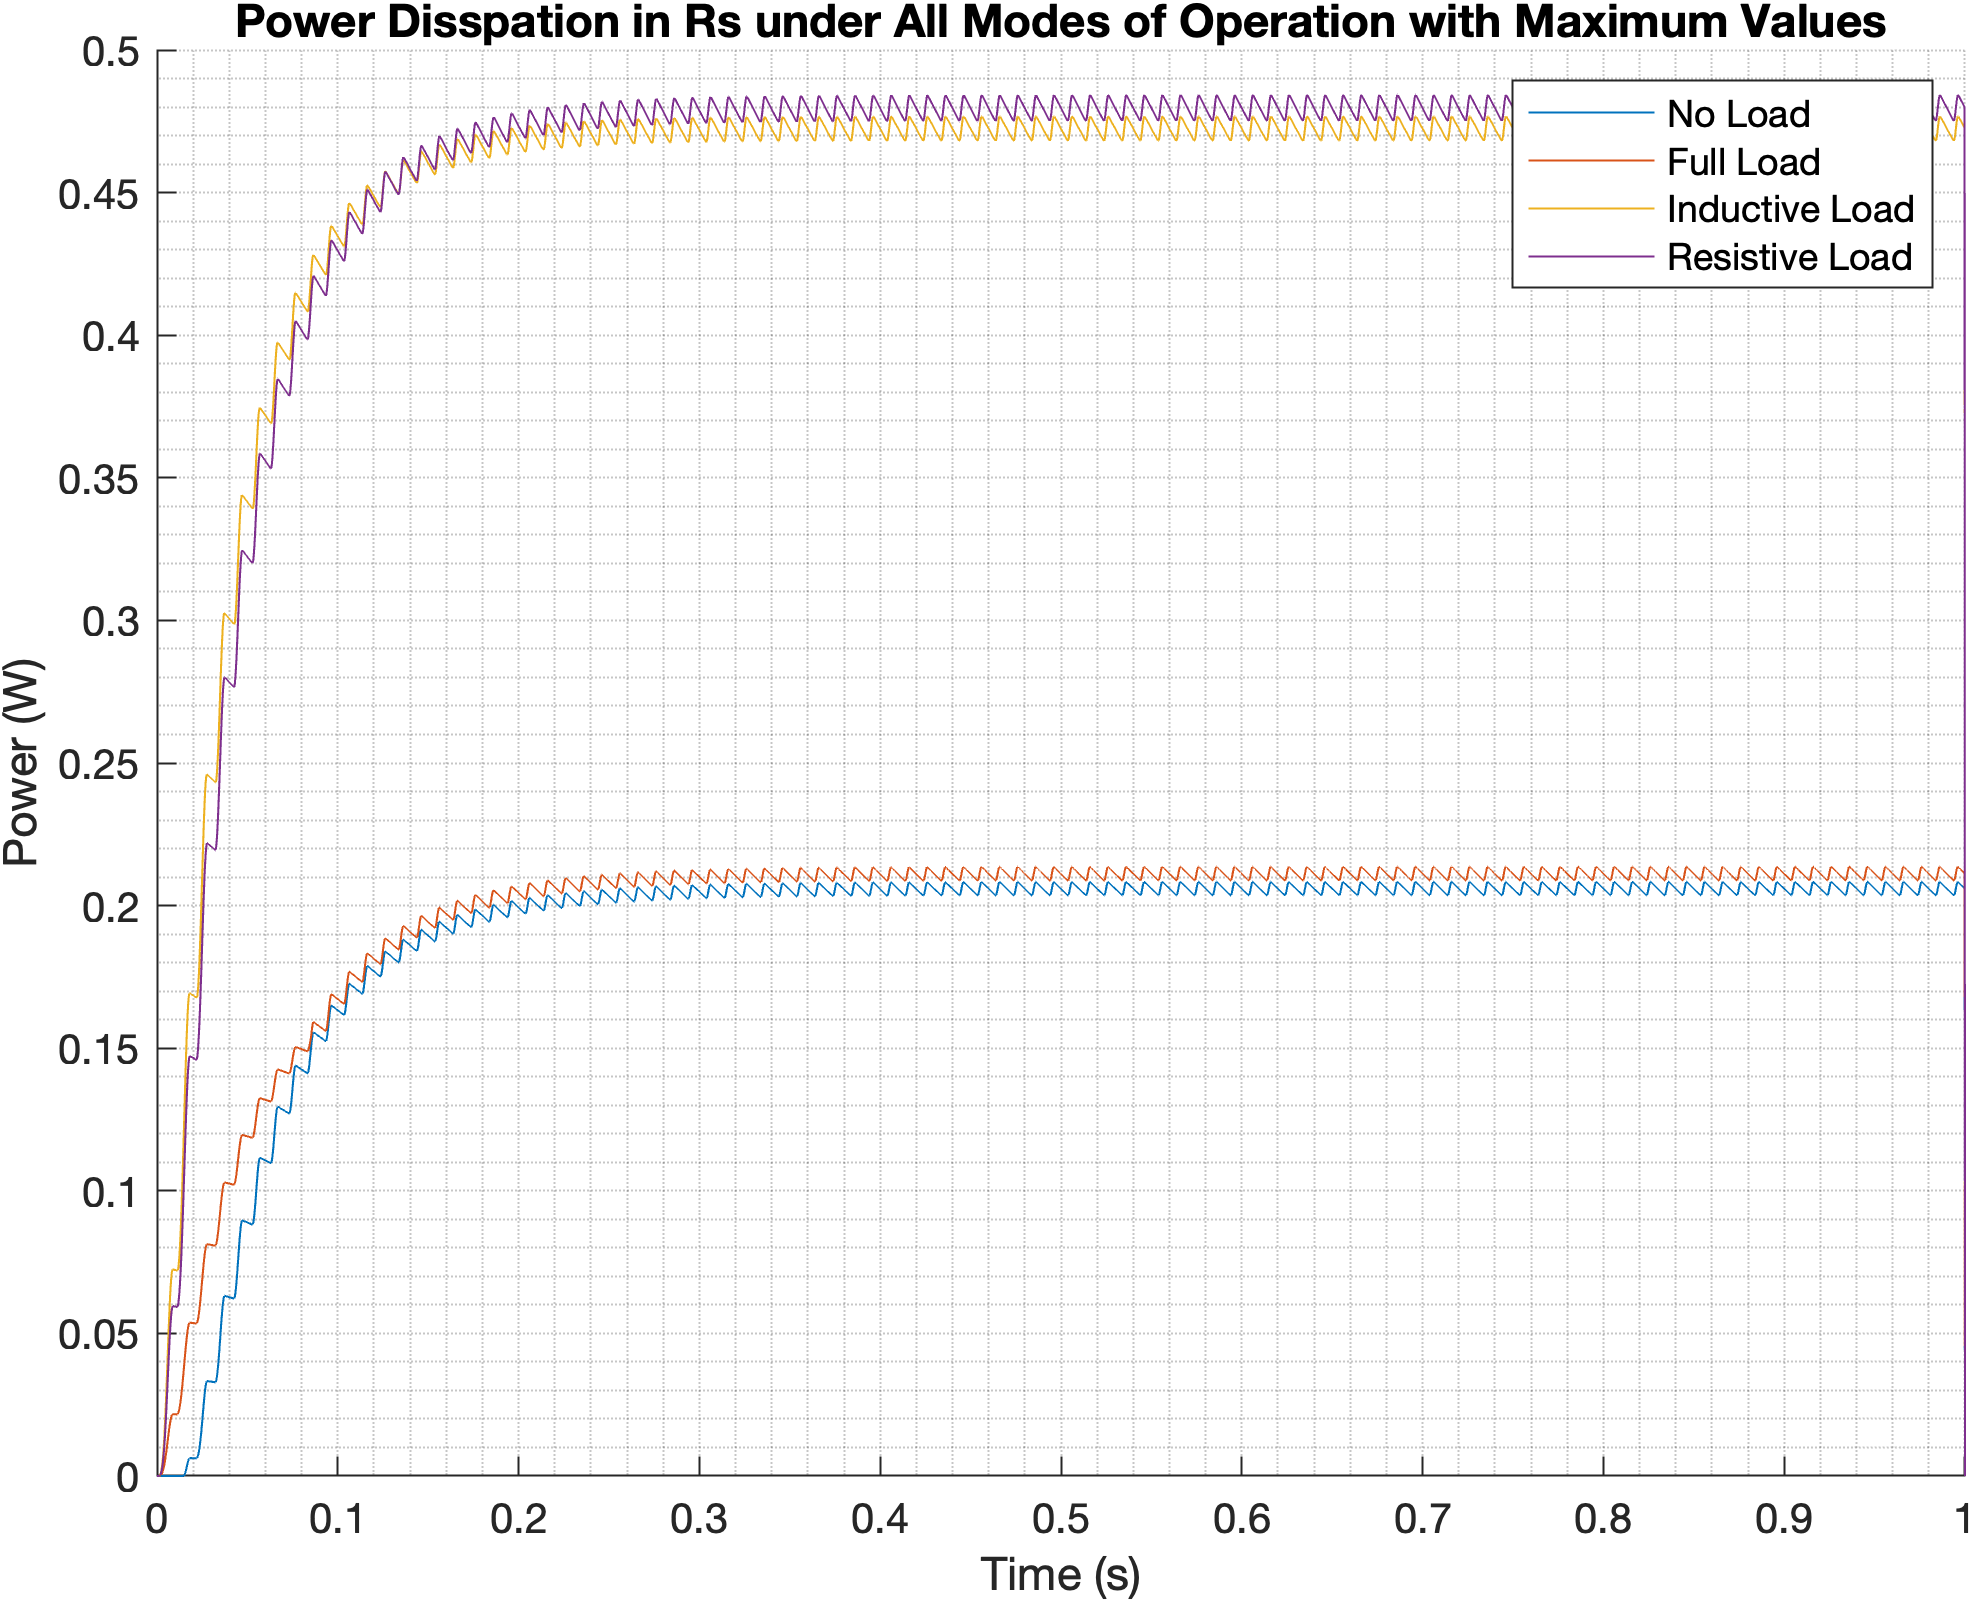 Power Disspation in Rs under All Modes of Operation with Maximum Values
0.5
0.45
0.4
0.35
0.3
0.25
0.2
0.15
0.1
0.05
0
Power (W)
No Load
Full Load
Inductive Load
Resistive Load
0 0.1 0.2 0.3 0.4 0.5 0.6 0.7 0.8 0.9 1
Time (s)